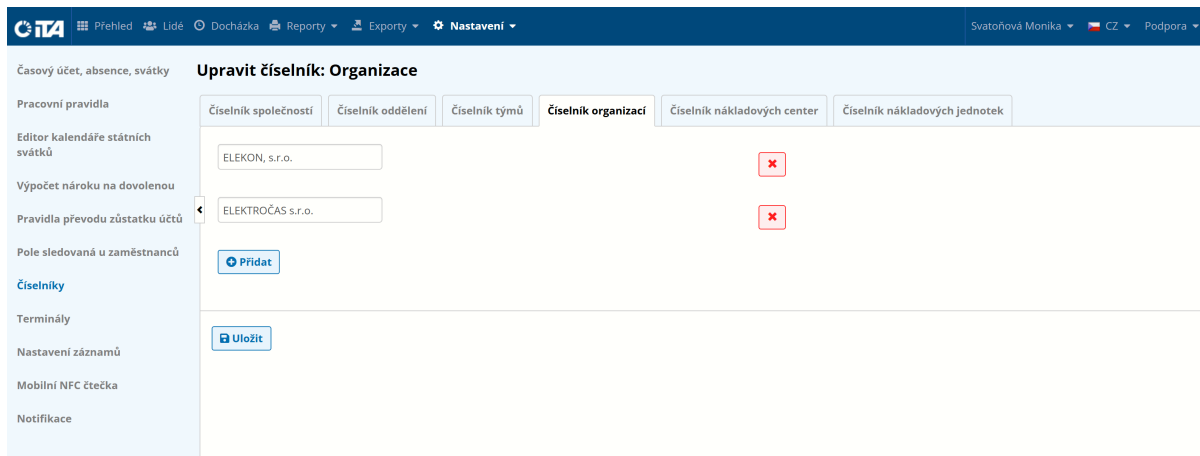 iTA Přehled Lidé Docházka Reporty Exporty Nastavení Svatoňová Monika CZ Podpora
Časový účet, absence, svátky
Pracovní pravidla
Editor kalendáře státních
svátků
Výpočet nároku na dovolenou
Pravidla převodu zůstatku účtů
Pole sledovaná u zaměstnanců
Číselníky
Terminály
Nastavení záznamů
Mobilní NFC čtečka
Notifikace
Upravit číselník: Organizace
Číselník společností Číselník oddělení Číselník týmů Číselník organizací Číselník nákladových center Číselník nákladových jednotek
ELEKON, s.r.o.
ELEKTROČAS s.r.o.
Přidat
Uložit